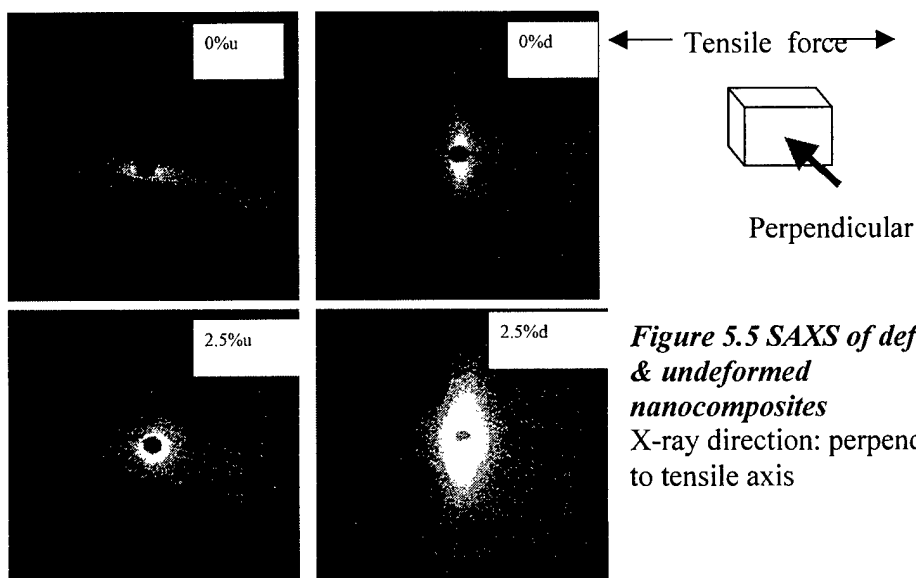 0%u
0%d
Tensile force
Perpendicular
2.5%u
2.5%d
Figure 5.5 SAXS of def
& undeformed
nanocomposites
X-ray direction: perpend
to tensile axis